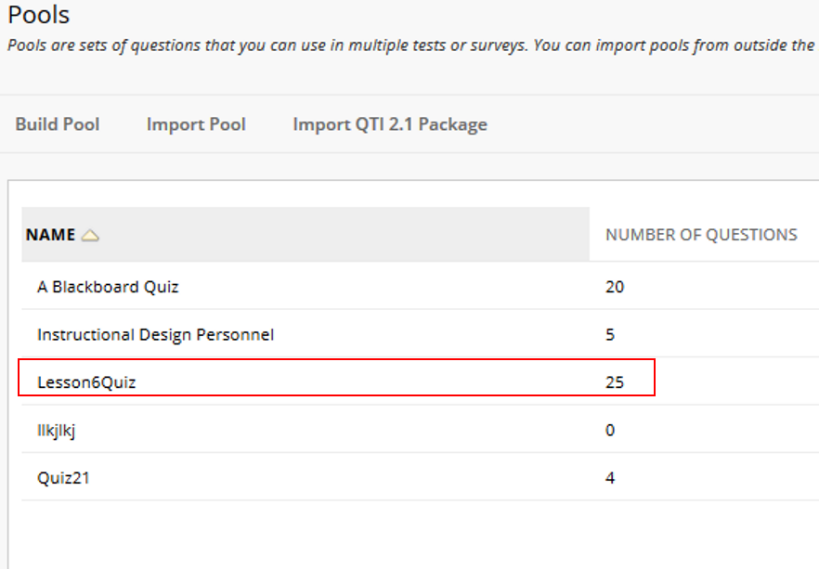 Pools
Pools are sets of questions that you can use in multiple tests or surveys. You can import pools from outside the
Build Pool Import Pool Import QTI 2.1 Package
NAME NUMBER OF QUESTIONS
A Blackboard Quiz 20
Instructional Design Personnel 5
Lesson6Quiz 25
llkjlkj 0
Quiz21 4